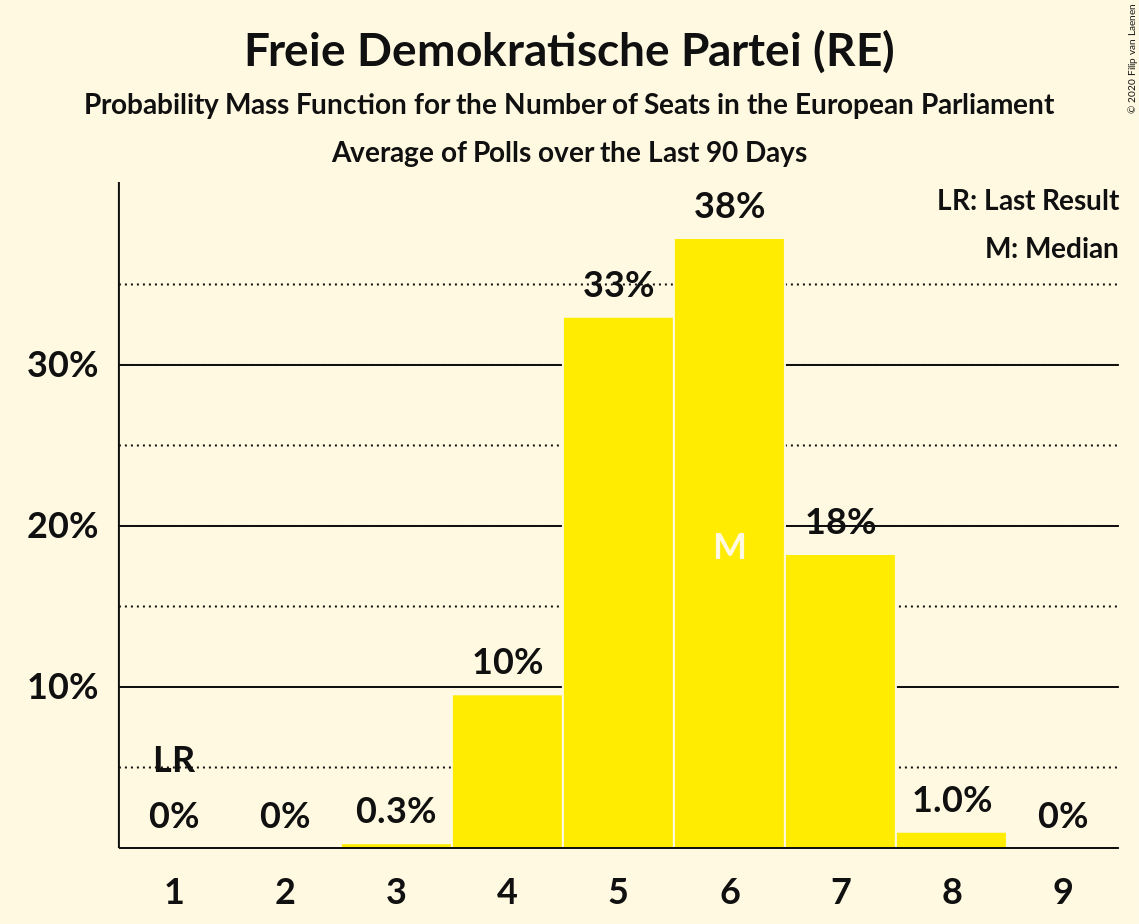 Freie Demokratische Partei (RE)
Probability Mass Function for the Number of Seats in the European Parliament
Average of Polls over the Last 90 Days
© 2020 Filip van Laenen
LR: Last Result
M: Median
38%
33%
30%
20%
18%
M
10%
10%
LR
0%
0%
0.3%
1.0%
0%
1 2 3 4 5 6 7 8 9